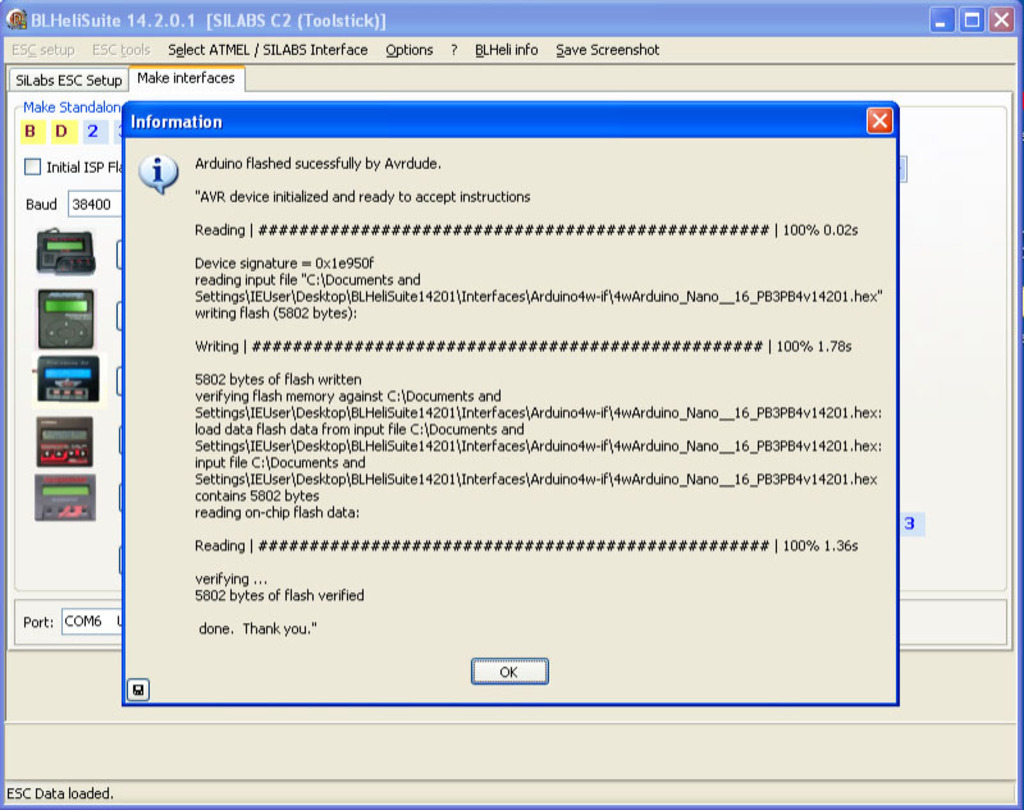 BLHeliSuite 14.2.0.1 [SILABS C2 (Toolstick)]
ESC setup ESC tools Select ATMEL / SILABS Interface Options ? BLHeli info Save Screenshot
SiLabs ESC Setup Make interfaces
Make Standalon
B D 2
Initial ISP Fla
Baud 38400
Information
Arduino flashed sucessfully by Avrdude.
"AVR device initialized and ready to accept instructions
Reading | ################################################## | 100% 0.02s
Device signature = 0x1e950f
reading input file "C:\Documents and
Settings\IEUser\Desktop\BLHeliSuite14201\Interfaces\Arduino4w-if\4wArduino_Nano__16_PB3PB4v14201.hex"
writing flash (5802 bytes):
Writing | ################################################## | 100% 1.78s
5802 bytes of flash written
verifying flash memory against C:\Documents and
Settings\IEUser\Desktop\BLHeliSuite14201\Interfaces\Arduino4w-if\4wArduino_Nano__16_PB3PB4v14201.hex:
load data flash data from input file C:\Documents and
Settings\IEUser\Desktop\BLHeliSuite14201\Interfaces\Arduino4w-if\4wArduino_Nano__16_PB3PB4v14201.hex:
input file C:\Documents and
Settings\IEUser\Desktop\BLHeliSuite14201\Interfaces\Arduino4w-if\4wArduino_Nano__16_PB3PB4v14201.hex
contains 5802 bytes
reading on-chip flash data:
Reading | ################################################## | 100% 1.36s
verifying ...
5802 bytes of flash verified
done. Thank you."
OK
3
Port: COM6
ESC Data loaded.